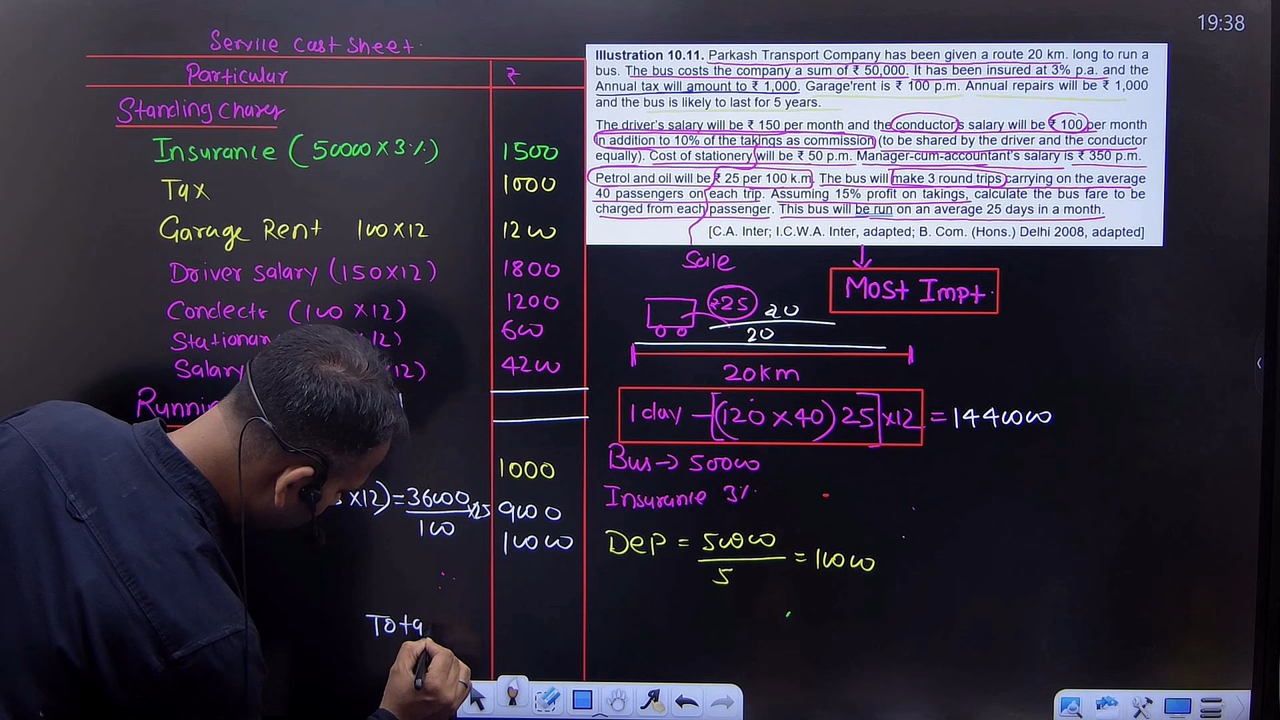 19:38
Service Cost Sheet
Particular ₹
Standing Charges
Insurance (50000×3%) 1500
Tax 1000
Garage Rent 100×12 1200
Driver Salary (150×12) 1800
(100×12) 1200
12) 600
Salary 12) 4200
1000
×12) = 36000 / 100 ×25 9000
10000
Illustration 10.11. Parkash Transport Company has been given a route 20 km. long to run a
bus. The bus costs the company a sum of ₹ 50,000. It has been insured at 3% p.a. and the
Annual tax will amount to ₹ 1,000. Garage rent is ₹ 100 p.m. Annual repairs will be ₹ 1,000
and the bus is likely to last for 5 years.
The driver's salary will be ₹ 150 per month and the conductor's salary will be ₹ 100 per month
in addition to 10% of the takings as commission (to be shared by the driver and the conductor
equally). Cost of stationery will be ₹ 50 p.m. Manager-cum-accountant's salary is ₹ 350 p.m.
Petrol and oil will be ₹ 25 per 100 k.m. The bus will make 3 round trips carrying on the average
40 passengers on each trip. Assuming 15% profit on takings, calculate the bus fare to be
charged from each passenger. This bus will be run on an average 25 days in a month.
[C.A. Inter; I.C.W.A. Inter, adapted; B. Com. (Hons.) Delhi 2008, adapted]
Sale
Most Impt.
₹25 20
20
20km
1 day - [(120×40) 25]×12 = 1440000
Bus → 50000
Insurance 3%
Dep = 50000 / 5 = 10000